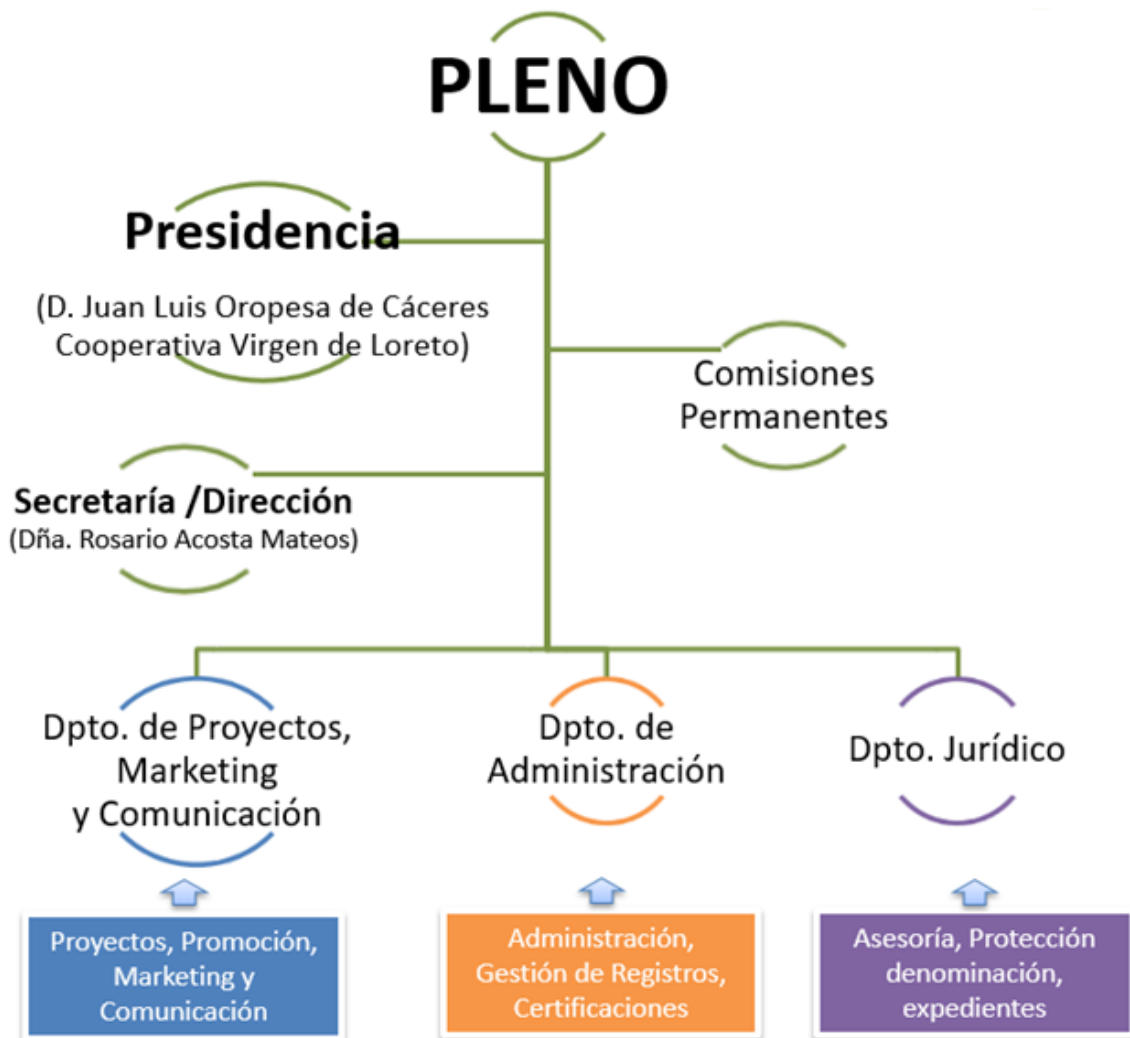 PLENO
Presidencia
(D. Juan Luis Oropesa de Cáceres
Cooperativa Virgen de Loreto)
Comisiones
Permanentes
Secretaría /Dirección
(Dña. Rosario Acosta Mateos)
Dpto. de Proyectos,
Marketing
y Comunicación
Dpto. de
Administración
Dpto. Jurídico
Proyectos, Promoción,
Marketing y
Comunicación
Administración,
Gestión de Registros,
Certificaciones
Asesoría, Protección
denominación,
expedientes